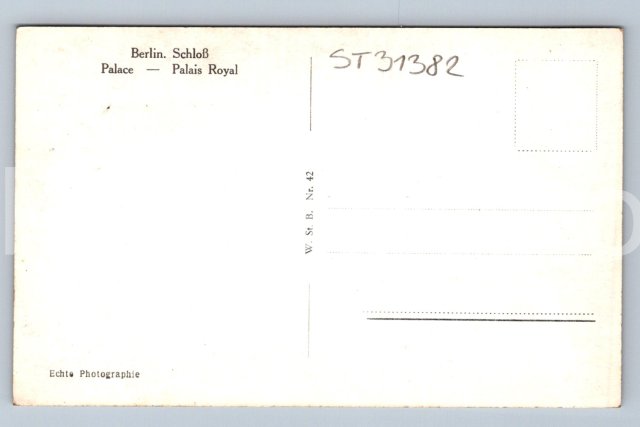 Berlin. Schloß
Palace — Palais Royal
ST31382
W. St. B. Nr. 42
Echte Photographie